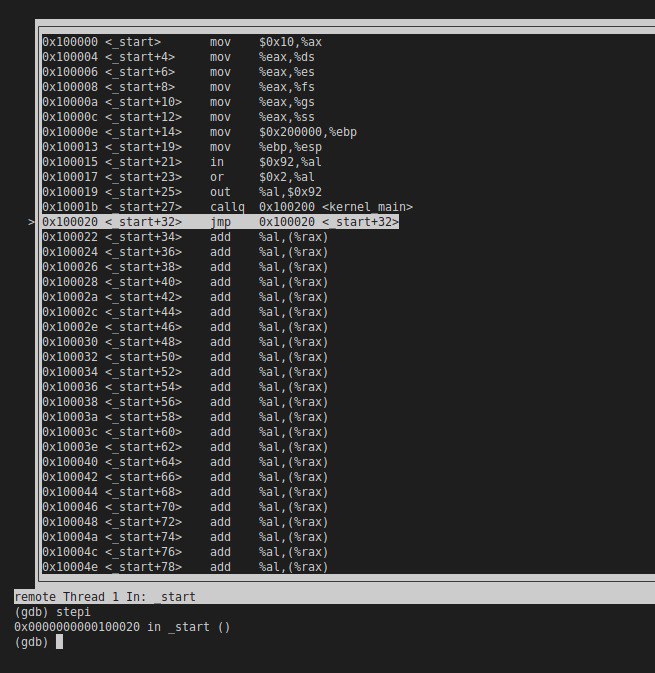 0x100000 <_start>       mov    $0x10,%ax
0x100004 <_start+4>     mov    %eax,%ds
0x100006 <_start+6>     mov    %eax,%es
0x100008 <_start+8>     mov    %eax,%fs
0x10000a <_start+10>    mov    %eax,%gs
0x10000c <_start+12>    mov    %eax,%ss
0x10000e <_start+14>    mov    $0x200000,%ebp
0x100013 <_start+19>    mov    %ebp,%esp
0x100015 <_start+21>    in     $0x92,%al
0x100017 <_start+23>    or     $0x2,%al
0x100019 <_start+25>    out    %al,$0x92
0x10001b <_start+27>    callq  0x100200 <kernel_main>
> 0x100020 <_start+32>    jmp    0x100020 <_start+32>
0x100022 <_start+34>    add    %al,(%rax)
0x100024 <_start+36>    add    %al,(%rax)
0x100026 <_start+38>    add    %al,(%rax)
0x100028 <_start+40>    add    %al,(%rax)
0x10002a <_start+42>    add    %al,(%rax)
0x10002c <_start+44>    add    %al,(%rax)
0x10002e <_start+46>    add    %al,(%rax)
0x100030 <_start+48>    add    %al,(%rax)
0x100032 <_start+50>    add    %al,(%rax)
0x100034 <_start+52>    add    %al,(%rax)
0x100036 <_start+54>    add    %al,(%rax)
0x100038 <_start+56>    add    %al,(%rax)
0x10003a <_start+58>    add    %al,(%rax)
0x10003c <_start+60>    add    %al,(%rax)
0x10003e <_start+62>    add    %al,(%rax)
0x100040 <_start+64>    add    %al,(%rax)
0x100042 <_start+66>    add    %al,(%rax)
0x100044 <_start+68>    add    %al,(%rax)
0x100046 <_start+70>    add    %al,(%rax)
0x100048 <_start+72>    add    %al,(%rax)
0x10004a <_start+74>    add    %al,(%rax)
0x10004c <_start+76>    add    %al,(%rax)
0x10004e <_start+78>    add    %al,(%rax)
remote Thread 1 In: _start
(gdb) stepi
0x0000000000100020 in _start ()
(gdb)